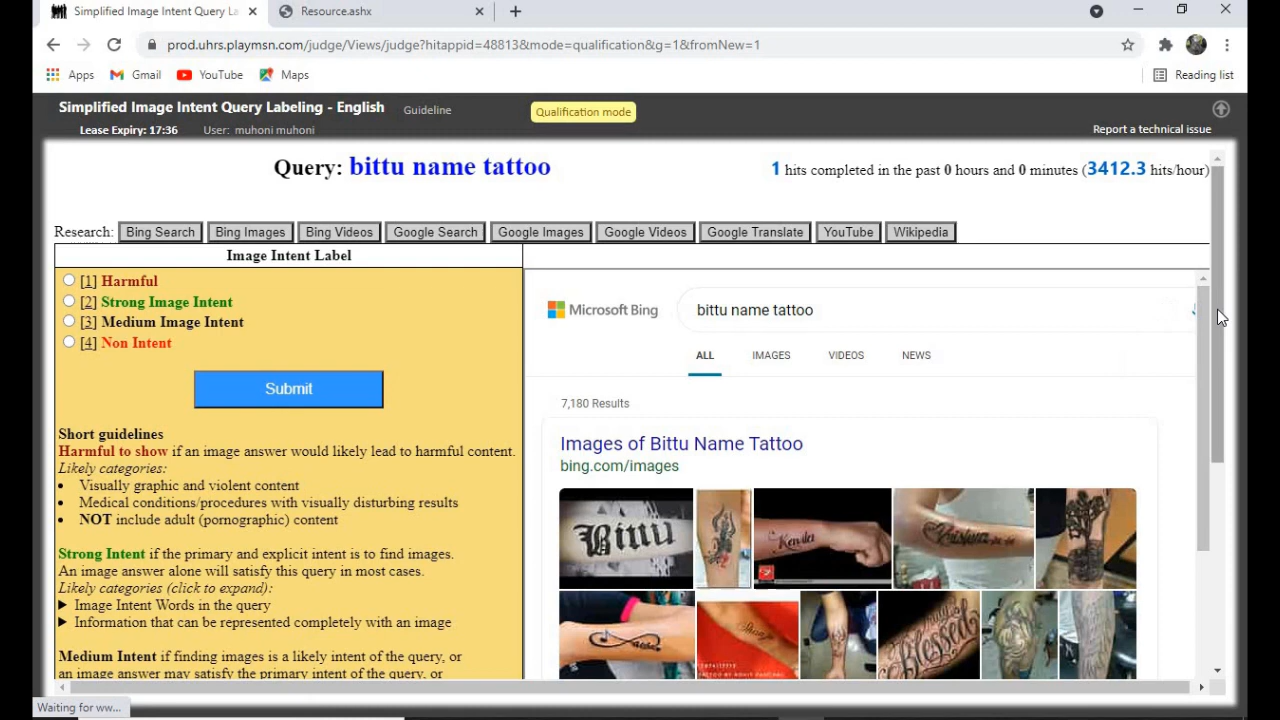 Simplified Image Intent Query La
Resource.ashx
prod.uhrs.playmsn.com/judge/Views/judge?hitappid=48813&mode=qualification&g=1&fromNew=1
Apps
Gmail
YouTube
Maps
Reading list
Simplified Image Intent Query Labeling - English
Guideline
Qualification mode
Lease Expiry: 17:36
User: muhoni muhoni
Report a technical issue
Query: bittu name tattoo
1 hits completed in the past 0 hours and 0 minutes (3412.3 hits/hour)
Research: Bing Search Bing Images Bing Videos Google Search Google Images Google Videos Google Translate YouTube Wikipedia
Image Intent Label
[1] Harmful
[2] Strong Image Intent
[3] Medium Image Intent
[4] Non Intent
Submit
Short guidelines
Harmful to show if an image answer would likely lead to harmful content.
Likely categories:
• Visually graphic and violent content
• Medical conditions/procedures with visually disturbing results
• NOT include adult (pornographic) content
Strong Intent if the primary and explicit intent is to find images.
An image answer alone will satisfy this query in most cases.
Likely categories (click to expand):
Image Intent Words in the query
Information that can be represented completely with an image
Medium Intent if finding images is a likely intent of the query, or
an image answer may satisfy the primary intent of the query, or
Microsoft Bing
bittu name tattoo
ALL
IMAGES
VIDEOS
NEWS
7,180 Results
Images of Bittu Name Tattoo
bing.com/images
Bittu
Blessed
Waiting for ww...